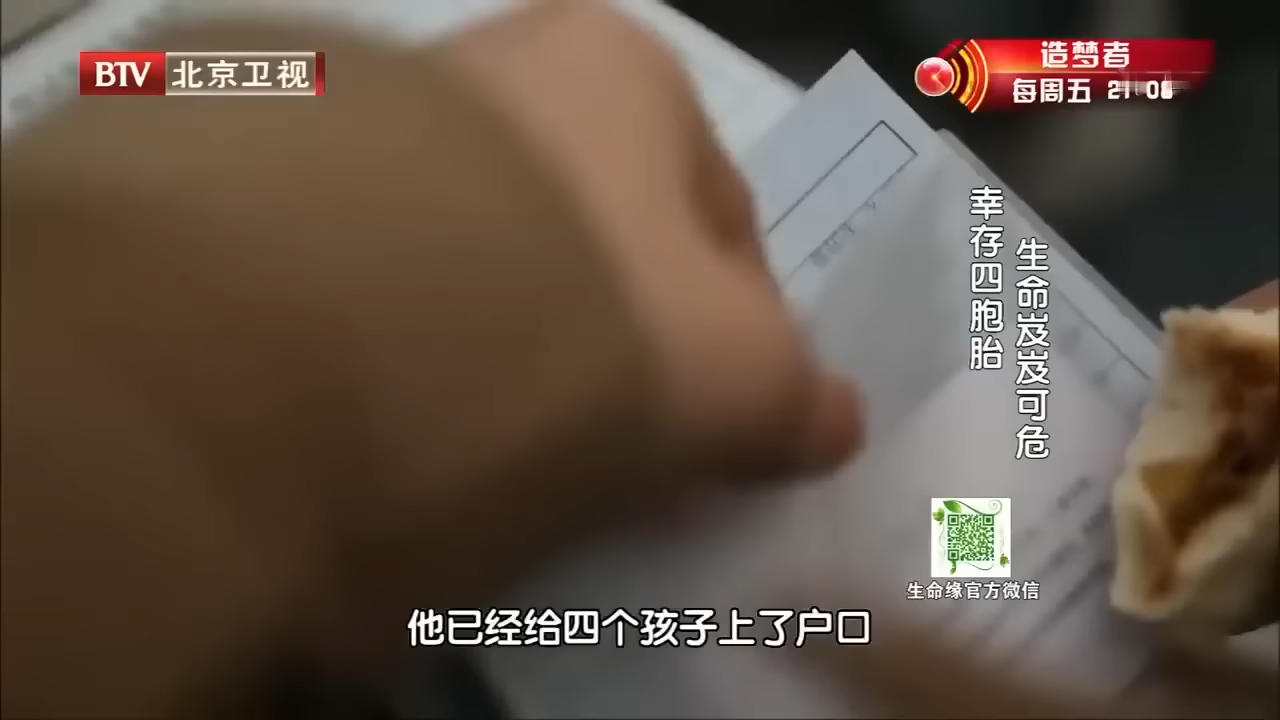 BTV 北京卫视
造梦者
每周五 21:08
幸存四胞胎
生命岌岌可危
生命缘官方微信
他已经给四个孩子上了户口